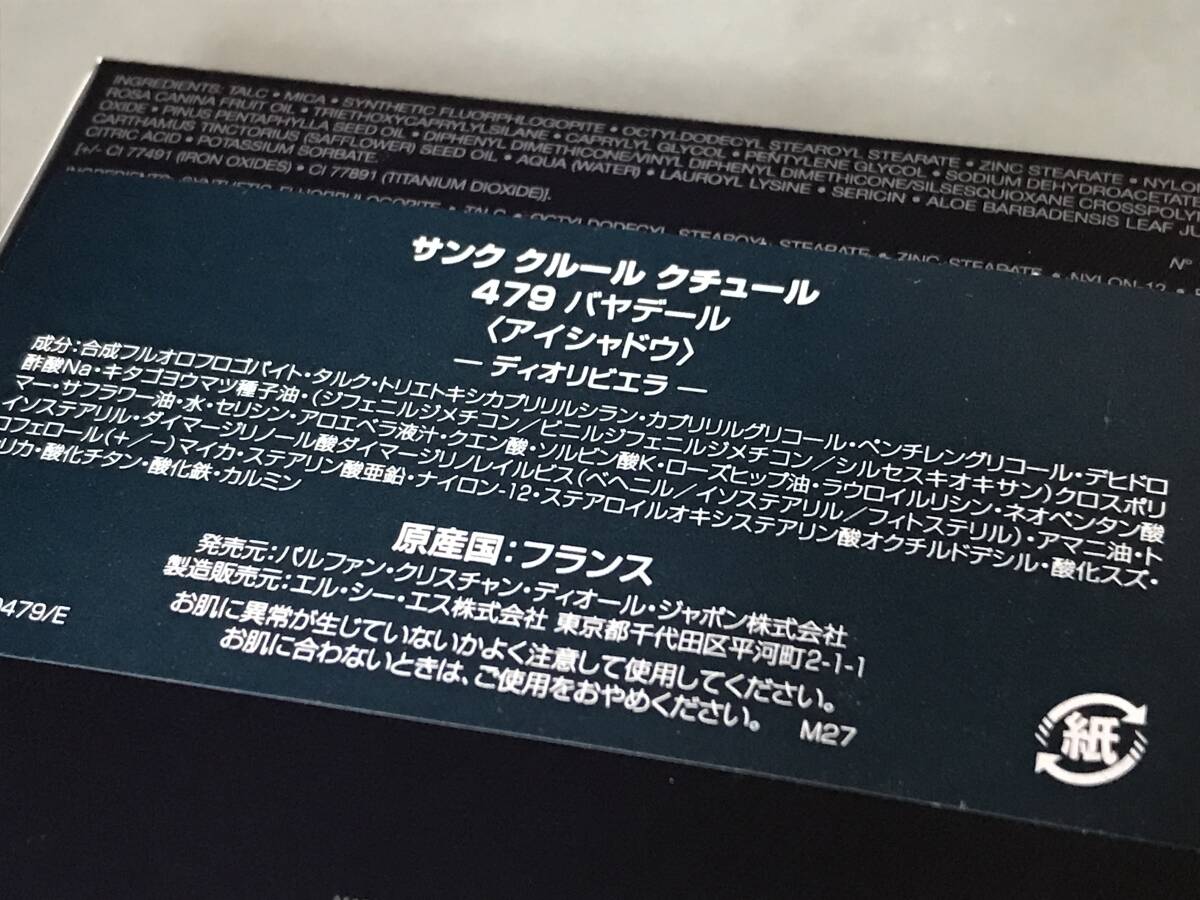 INGREDIENTS: TALC • MICA • SYNTHETIC FLUORPHLOGOPITE • OCTYLDODECYL STEAROYL STEARATE • ZINC STEARATE • NYLO
ROSA CANINA FRUIT OIL • TRIETHOXYCAPRYLYLSILANE • CAPRYLYL GLYCOL • PENTYLENE GLYCOL • SODIUM DEHYDROACETAT
OXIDE • PINUS PENTAPHYLLA SEED OIL • DIPHENYL DIMETHICONE/VINYL DIPHENYL DIMETHICONE/SILSESQUIOXANE CROSSPOLY
CARTHAMUS TINCTORIUS (SAFFLOWER) SEED OIL • AQUA (WATER) • LAUROYL LYSINE • SERICIN • ALOE BARBADENSIS LEAF JU
CITRIC ACID • POTASSIUM SORBATE
[+/- CI 77491 (IRON OXIDES) • CI 77891 (TITANIUM DIOXIDE)].
N°
STEAROYL STEARATE • ZINC STEARATE • NYLON-12 •
サンク クルール クチュール
479 バヤデール
〈アイシャドウ〉
— ディオリビエラ —
成分:合成フルオロフロゴパイト・タルク・トリエトキシカプリリルシラン・カプリリルグリコール・ペンチレングリコール・デヒドロ
酢酸Na・キタゴヨウマツ種子油・(ジフェニルジメチコン/ビニルジフェニルジメチコン/シルセスキオキサン)クロスポリ
マー・サフラワー油・水・セリシン・アロエベラ液汁・クエン酸・ソルビン酸K・ローズヒップ油・ラウロイルリシン・ネオペンタン酸
イソステアリル・ダイマージリノール酸ダイマージリノレイルビス(ベヘニル/イソステアリル/フィトステリル)・アマニ油・ト
コフェロール(+/−)マイカ・ステアリン酸亜鉛・ナイロン-12・ステアロイルオキシステアリン酸オクチルドデシル・酸化スズ・
リカ・酸化チタン・酸化鉄・カルミン
原産国:フランス
発売元:パルファン・クリスチャン・ディオール・ジャポン株式会社
製造販売元:エル・シー・エス株式会社 東京都千代田区平河町2-1-1
お肌に異常が生じていないかよく注意して使用してください。
お肌に合わないときは、ご使用をおやめください。 M27
0479/E
紙